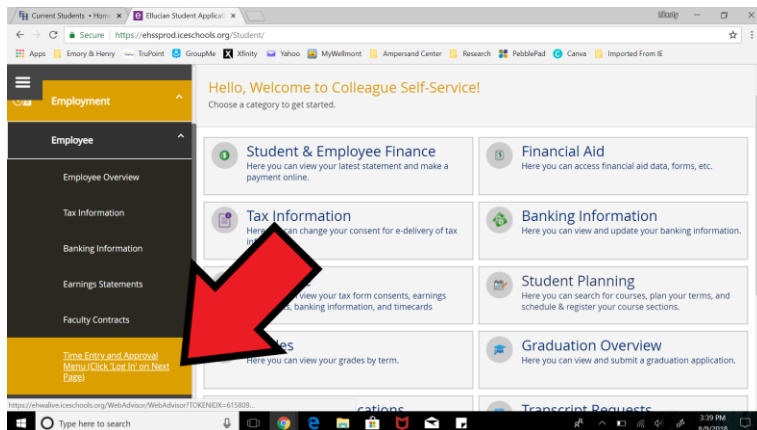 Current Students • Hom
Ellucian Student Applicati
Secure
https://ehssprod.iceschools.org/Student/
Apps
Emory & Henry
TruPoint
GroupMe
Xfinity
Yahoo
MyWellmont
Ampersand Center
Research
PebblePad
Canva
Imported From IE
Employment
Employee
Employee Overview
Tax Information
Banking Information
Earnings Statements
Faculty Contracts
Time Entry and Approval
Menu (Click 'Log In' on Next
Page)
https://ehwalive.iceschools.org/WebAdvisor/WebAdvisor?TOKENIDX=615809...
Hello, Welcome to Colleague Self-Service!
Choose a category to get started.
Student & Employee Finance
Here you can view your latest statement and make a
payment online.
Financial Aid
Here you can access financial aid data, forms, etc.
Tax Information
Here you can change your consent for e-delivery of tax
Banking Information
Here you can view and update your banking information.
view your tax form consents, earnings
banking information, and timecards
Student Planning
Here you can search for courses, plan your terms, and
schedule & register your course sections.
Here you can view your grades by term.
Graduation Overview
Here you can view and submit a graduation application.
Transcript Requests
Type here to search
3:39 PM
8/9/2018